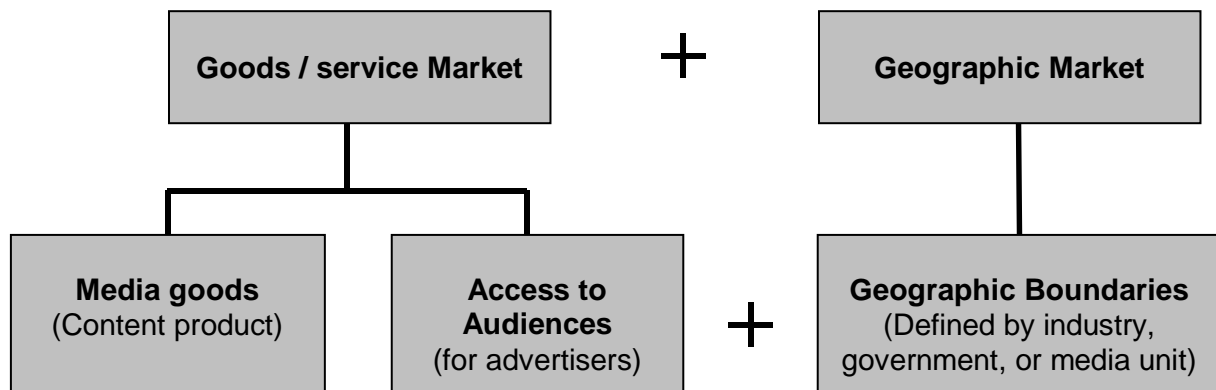 Goods / service Market
+
Geographic Market
Media goods
(Content product)
Access to
Audiences
(for advertisers)
+
Geographic Boundaries
(Defined by industry,
government, or media unit)